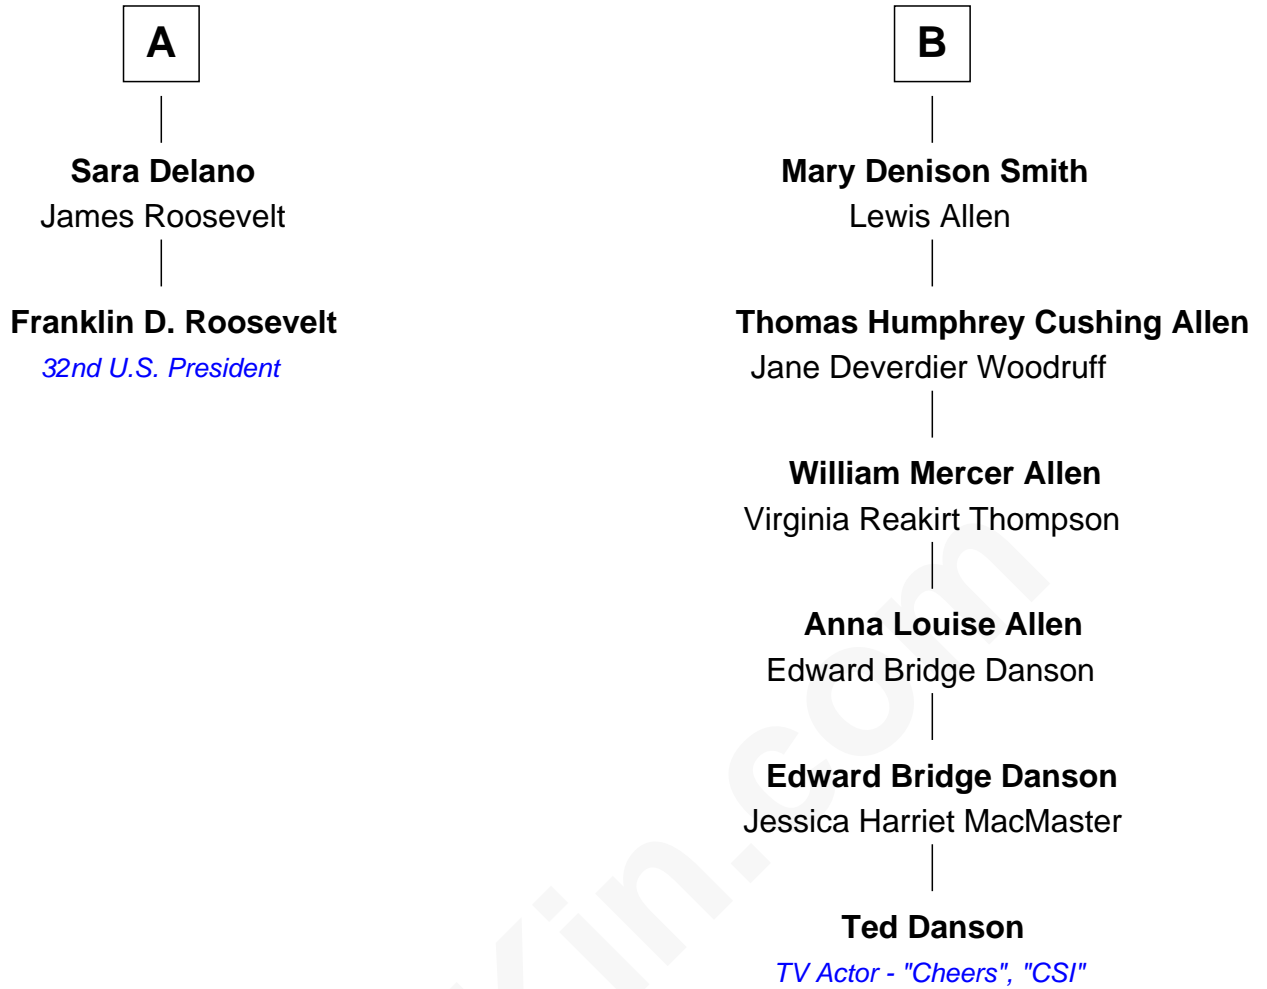 A
Sara Delano
James Roosevelt
Franklin D. Roosevelt
32nd U.S. President
B
Mary Denison Smith
Lewis Allen
Thomas Humphrey Cushing Allen
Jane Deverdier Woodruff
William Mercer Allen
Virginia Reakirt Thompson
Anna Louise Allen
Edward Bridge Danson
Edward Bridge Danson
Jessica Harriet MacMaster
Ted Danson
TV Actor - "Cheers", "CSI"
Kin.com